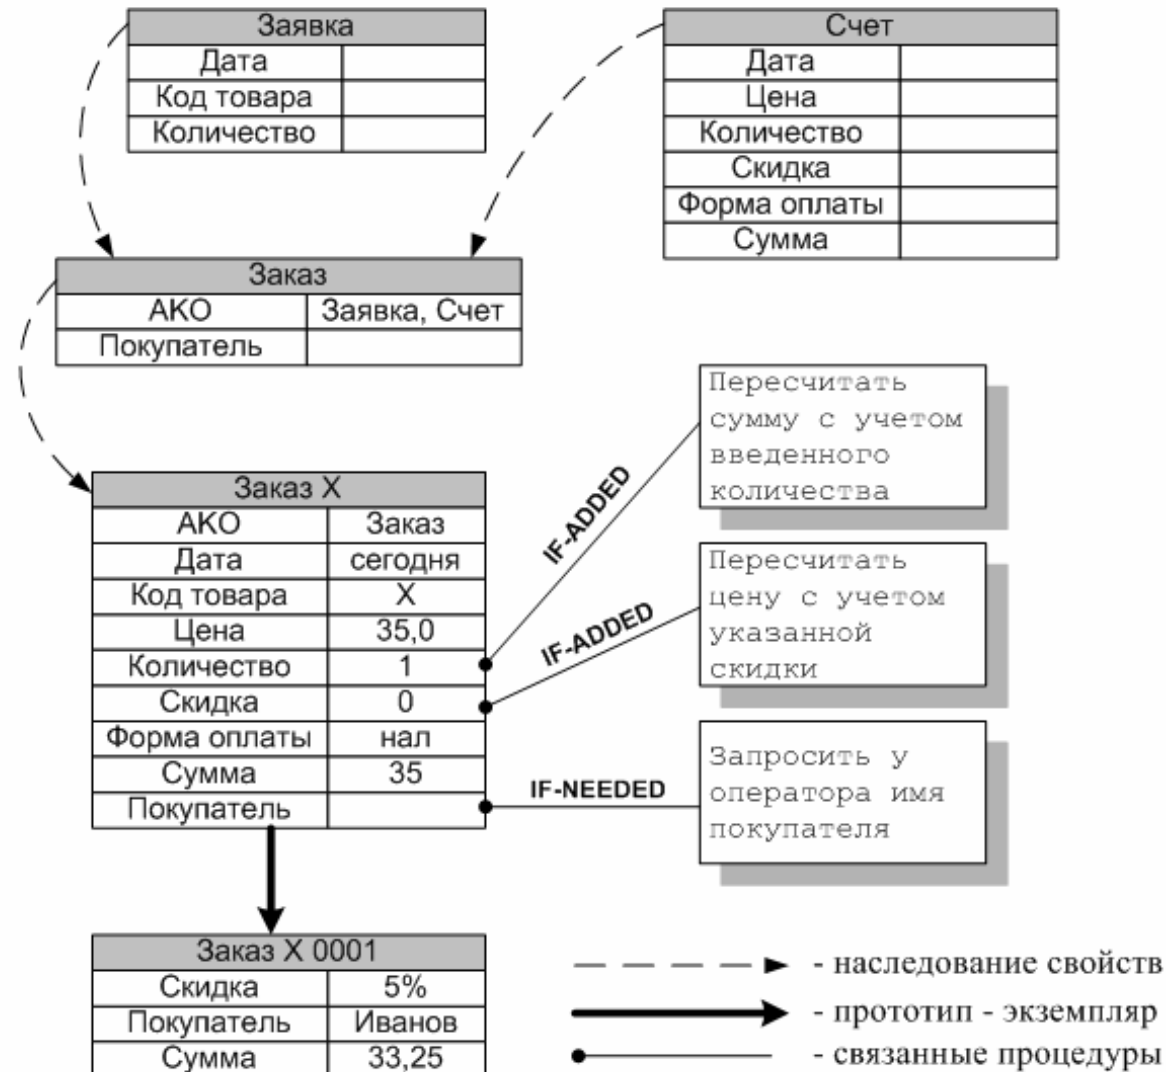 Заявка
Дата
Код товара
Количество
Счет
Дата
Цена
Количество
Скидка
Форма оплаты
Сумма
Заказ
АКО Заявка, Счет
Покупатель
Заказ X
АКО Заказ
Дата сегодня
Код товара X
Цена 35,0
Количество 1
Скидка 0
Форма оплаты нал
Сумма 35
Покупатель
IF-ADDED
Пересчитать
сумму с учетом
введенного
количества
IF-ADDED
Пересчитать
цену с учетом
указанной
скидки
IF-NEEDED
Запросить у
оператора имя
покупателя
Заказ X 0001
Скидка 5%
Покупатель Иванов
Сумма 33,25
- наследование свойств
- прототип - экземпляр
- связанные процедуры